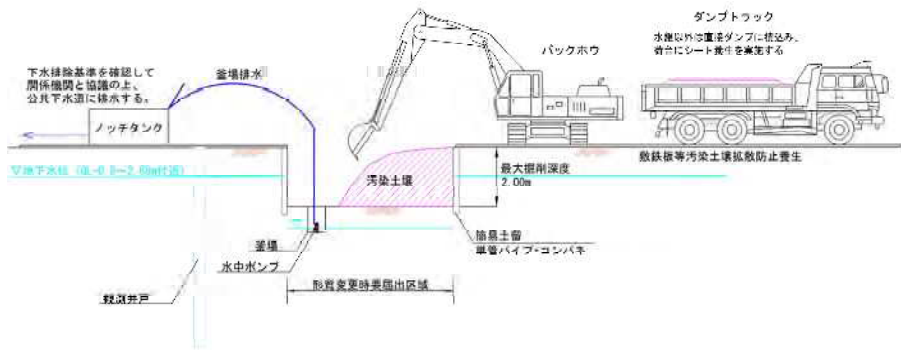 ダンプトラック
水替以外は直接ダンプに積込み、
荷台にシート養生を実施する
バックホウ
釜場排水
下水排除基準を確認して
関係機関と協議の上、
公共下水道に排水する。
ノッチタンク
敷鉄板等汚染土壌拡散防止養生
▽地下水位
汚染土壌
最大掘削深度
2.00m
釜場
水中ポンプ
簡易土留
単管パイプ・コンパネ
形質変更時要届出区域
観測井戸